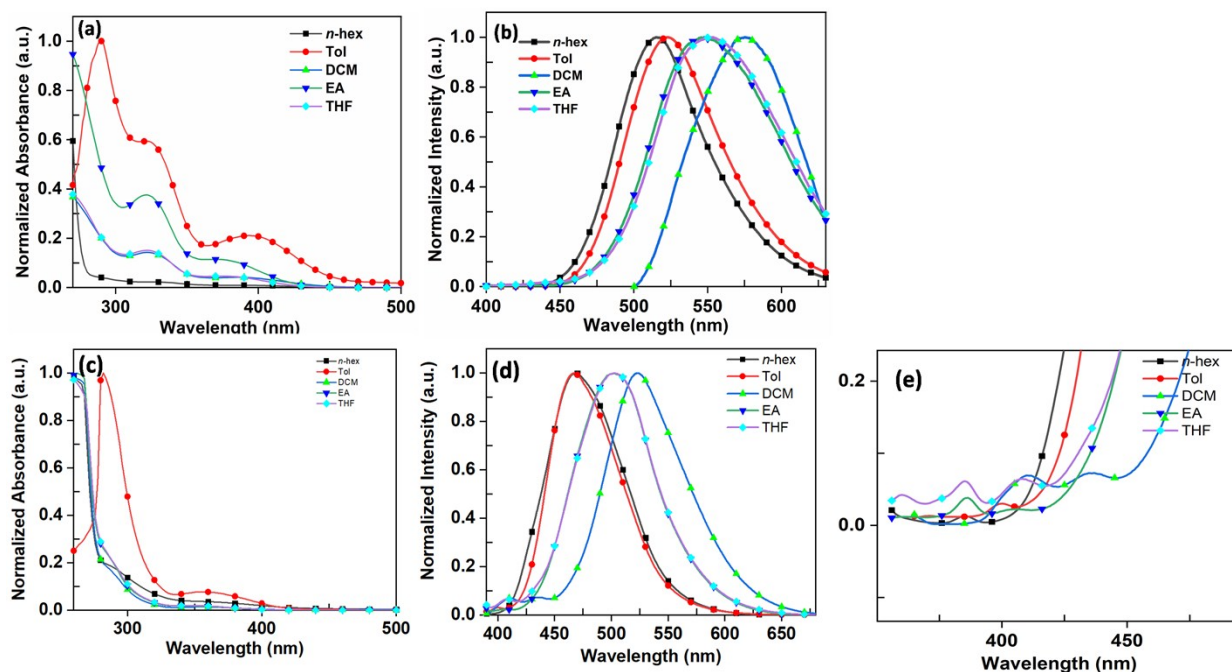 (a)
Normalized Absorbance (a.u.)
1.0
0.8
0.6
0.4
0.2
0.0
n-hex
Tol
DCM
EA
THF
300
400
500
Wavelength (nm)
(b)
Normalized Intensity (a.u.)
1.0
0.8
0.6
0.4
0.2
0.0
n-hex
Tol
DCM
EA
THF
400
450
500
550
600
Wavelength (nm)
(c)
Normalized Absorbance (a.u.)
1.0
0.8
0.6
0.4
0.2
0.0
n-hex
Tol
DCM
EA
THF
300
400
500
Wavelength (nm)
(d)
Normalized Intensity (a.u.)
1.0
0.8
0.6
0.4
0.2
0.0
n-hex
Tol
DCM
EA
THF
400
450
500
550
600
650
Wavelength (nm)
(e)
0.2
0.0
n-hex
Tol
DCM
EA
THF
400
450
Wavelength (nm)